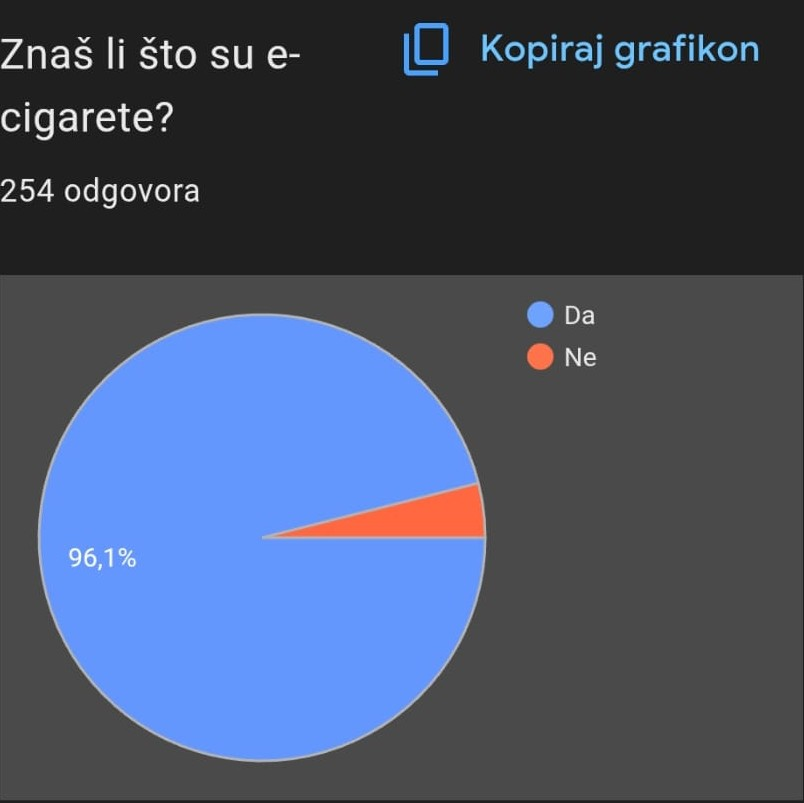 Znaš li što su e-
cigarete?
Kopiraj grafikon
254 odgovora
Da
Ne
96,1%